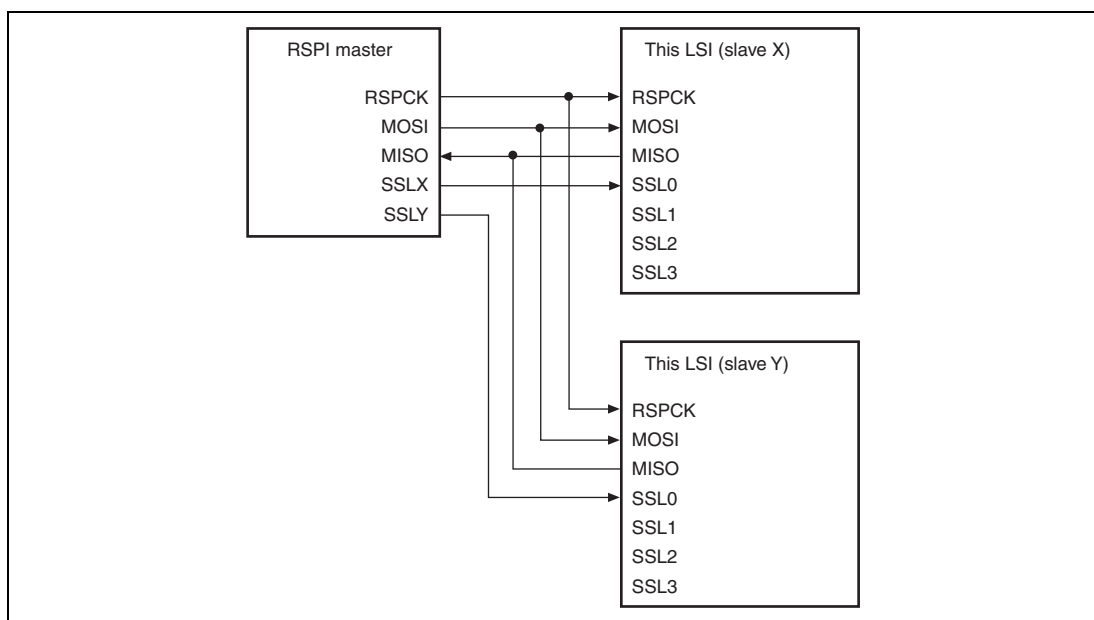 RSPI master
RSPCK
MOSI
MISO
SSLX
SSLY
This LSI (slave X)
RSPCK
MOSI
MISO
SSL0
SSL1
SSL2
SSL3
This LSI (slave Y)
RSPCK
MOSI
MISO
SSL0
SSL1
SSL2
SSL3